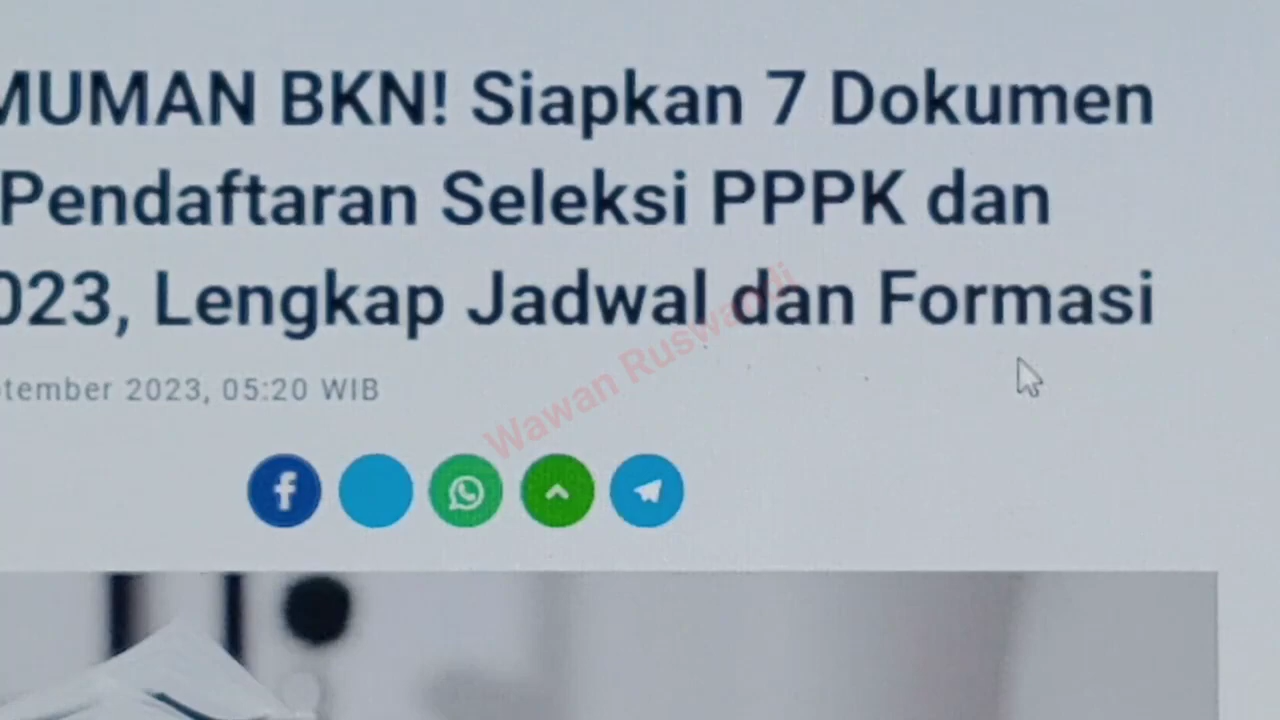 MUMAN BKN! Siapkan 7 Dokumen
Pendaftaran Seleksi PPPK dan
023, Lengkap Jadwal dan Formasi
tember 2023, 05:20 WIB
Wawan Ruswandi